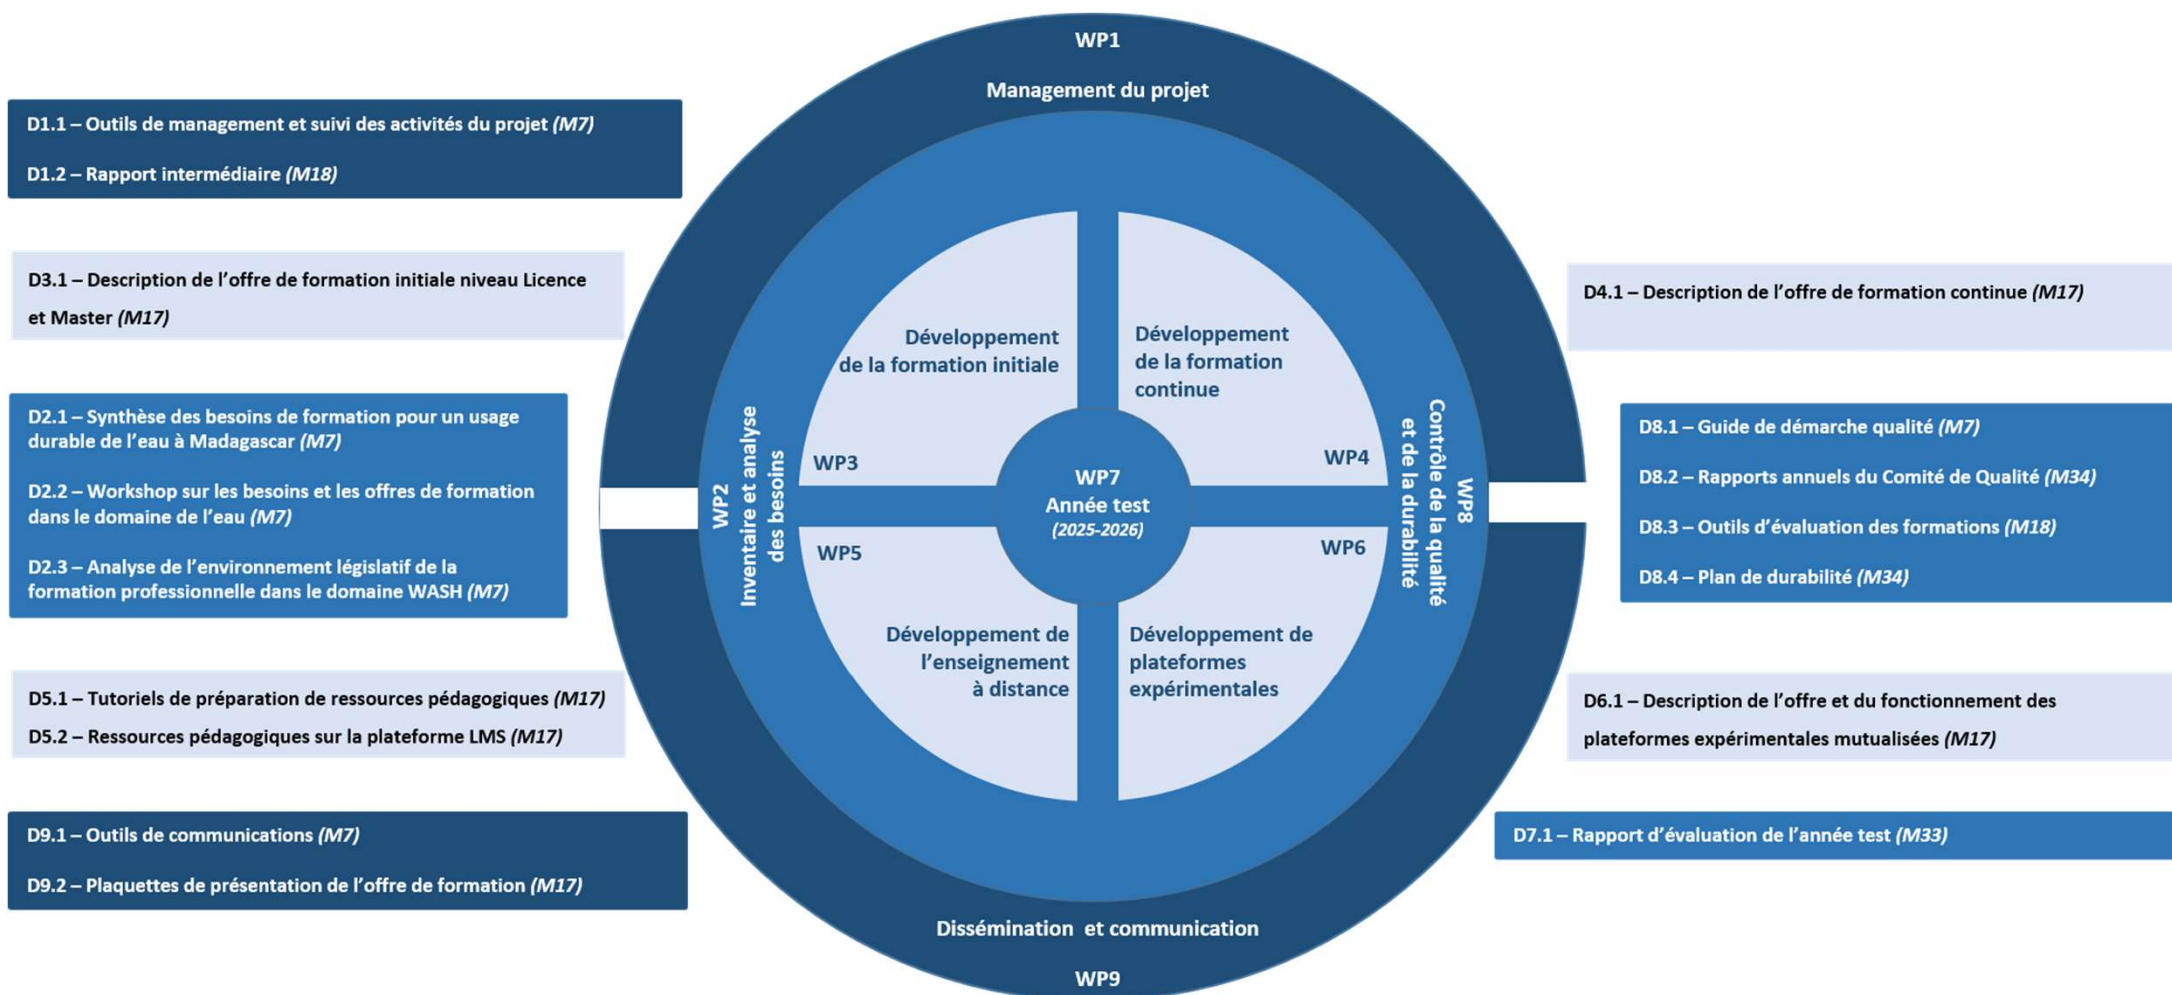 WP1
Management du projet
D1.1 – Outils de management et suivi des activités du projet (M7)
D1.2 – Rapport intermédiaire (M18)
D3.1 – Description de l’offre de formation initiale niveau Licence
et Master (M17)
D2.1 – Synthèse des besoins de formation pour un usage
durable de l’eau à Madagascar (M7)
D2.2 – Workshop sur les besoins et les offres de formation
dans le domaine de l’eau (M7)
D2.3 – Analyse de l’environnement législatif de la
formation professionnelle dans le domaine WASH (M7)
D5.1 – Tutoriels de préparation de ressources pédagogiques (M17)
D5.2 – Ressources pédagogiques sur la plateforme LMS (M17)
D9.1 – Outils de communications (M7)
D9.2 – Plaquettes de présentation de l’offre de formation (M17)
WP2
Inventaire et analyse
des besoins
Développement
de la formation initiale
WP3
Développement
de la formation
continue
WP4
WP7
Année test
(2025-2026)
WP5
Développement de
l’enseignement
à distance
WP6
Développement de
plateformes
expérimentales
WP8
Contrôle de la qualité
et de la durabilité
Dissémination et communication
WP9
D4.1 – Description de l’offre de formation continue (M17)
D8.1 – Guide de démarche qualité (M7)
D8.2 – Rapports annuels du Comité de Qualité (M34)
D8.3 – Outils d’évaluation des formations (M18)
D8.4 – Plan de durabilité (M34)
D6.1 – Description de l’offre et du fonctionnement des
plateformes expérimentales mutualisées (M17)
D7.1 – Rapport d’évaluation de l’année test (M33)